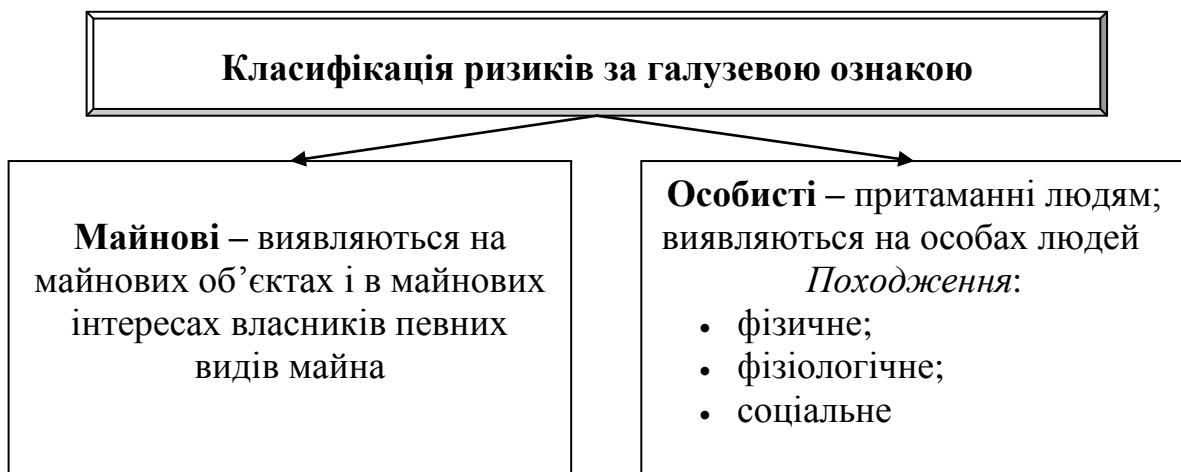 Класифікація ризиків за галузевою ознакою
Майнові – виявляються на
майнових об’єктах і в майнових
інтересах власників певних
видів майна
Особисті – притаманні людям;
виявляються на особах людей
Походження:
• фізичне;
• фізіологічне;
• соціальне